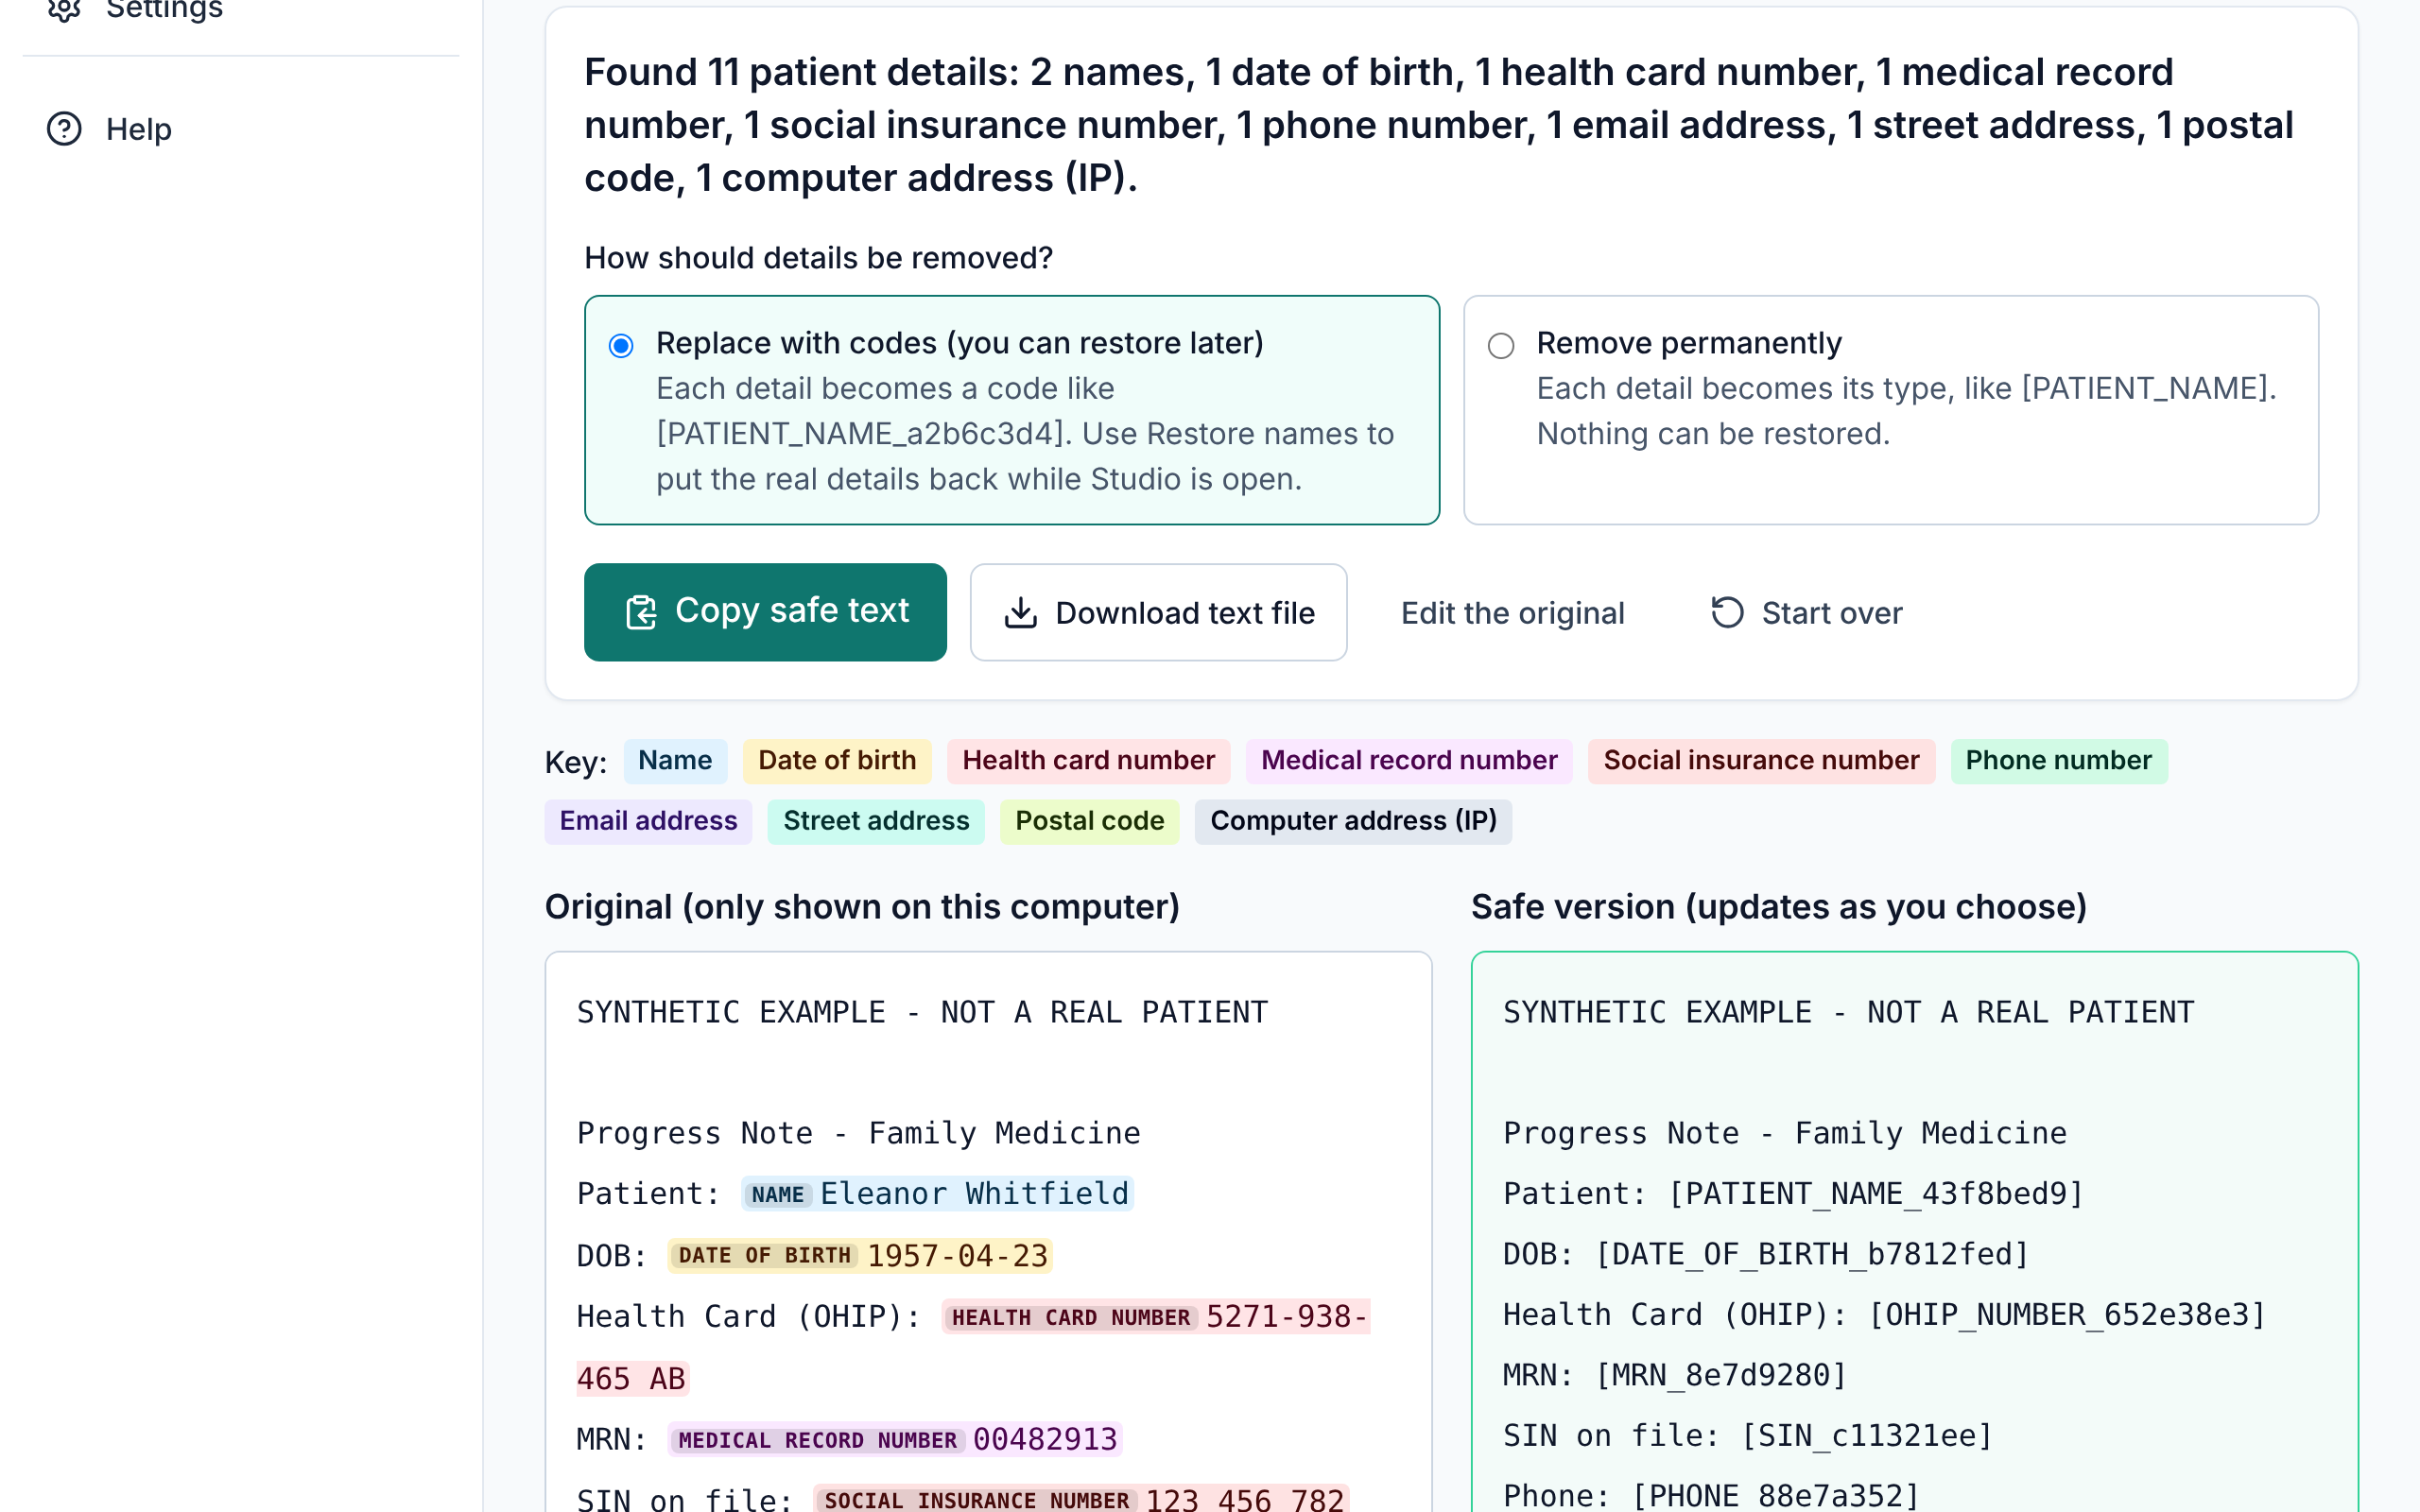 Settings
Help
Found 11 patient details: 2 names, 1 date of birth, 1 health card number, 1 medical record
number, 1 social insurance number, 1 phone number, 1 email address, 1 street address, 1 postal
code, 1 computer address (IP).
How should details be removed?
Replace with codes (you can restore later)
Each detail becomes a code like
[PATIENT_NAME_a2b6c3d4]. Use Restore names to
put the real details back while Studio is open.
Remove permanently
Each detail becomes its type, like [PATIENT_NAME].
Nothing can be restored.
Copy safe text
Download text file
Edit the original
Start over
Key: Name Date of birth Health card number Medical record number Social insurance number Phone number
Email address Street address Postal code Computer address (IP)
Original (only shown on this computer)
SYNTHETIC EXAMPLE - NOT A REAL PATIENT
Progress Note - Family Medicine
Patient: NAME Eleanor Whitfield
DOB: DATE OF BIRTH 1957-04-23
Health Card (OHIP): HEALTH CARD NUMBER 5271-938-
465 AB
MRN: MEDICAL RECORD NUMBER 00482913
SIN on file: SOCIAL INSURANCE NUMBER 123 456 782
Safe version (updates as you choose)
SYNTHETIC EXAMPLE - NOT A REAL PATIENT
Progress Note - Family Medicine
Patient: [PATIENT_NAME_43f8bed9]
DOB: [DATE_OF_BIRTH_b7812fed]
Health Card (OHIP): [OHIP_NUMBER_652e38e3]
MRN: [MRN_8e7d9280]
SIN on file: [SIN_c11321ee]
Phone: [PHONE_88e7a352]